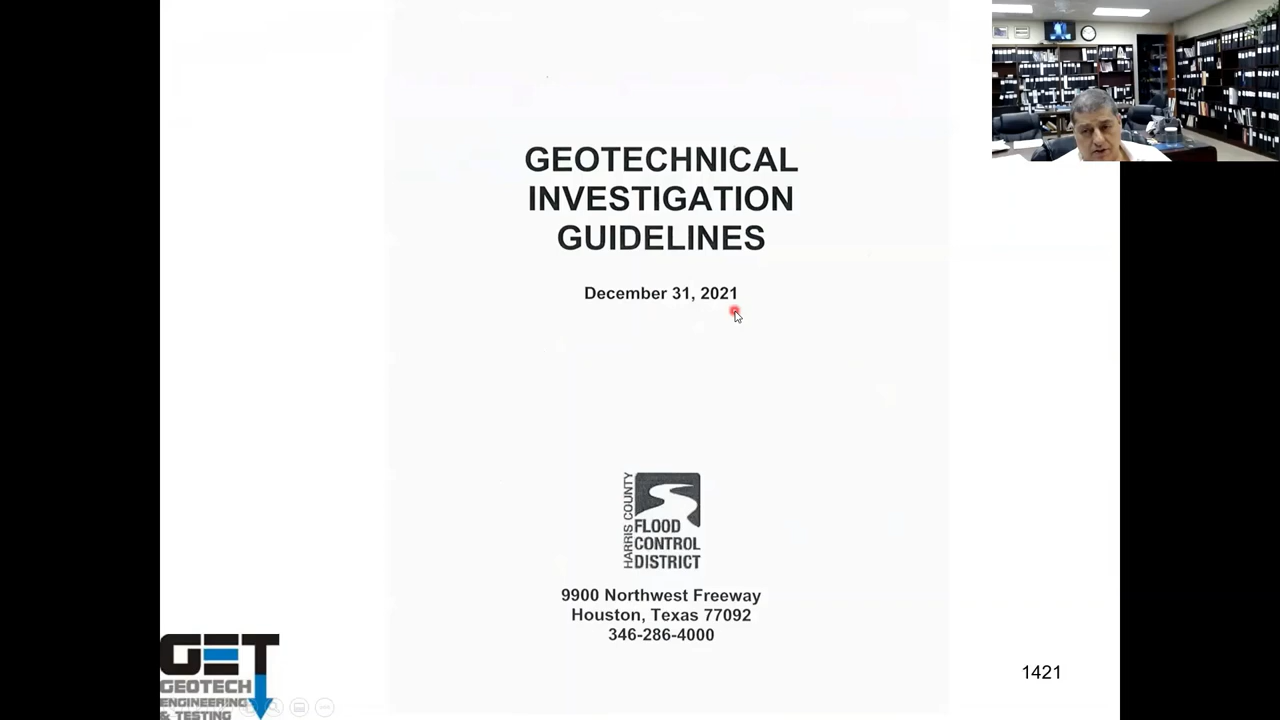 GEOTECHNICAL
INVESTIGATION
GUIDELINES
December 31, 2021
HARRIS COUNTY
FLOOD
CONTROL
DISTRICT
9900 Northwest Freeway
Houston, Texas 77092
346-286-4000
GET
GEOTECH
ENGINEERING
& TESTING
1421